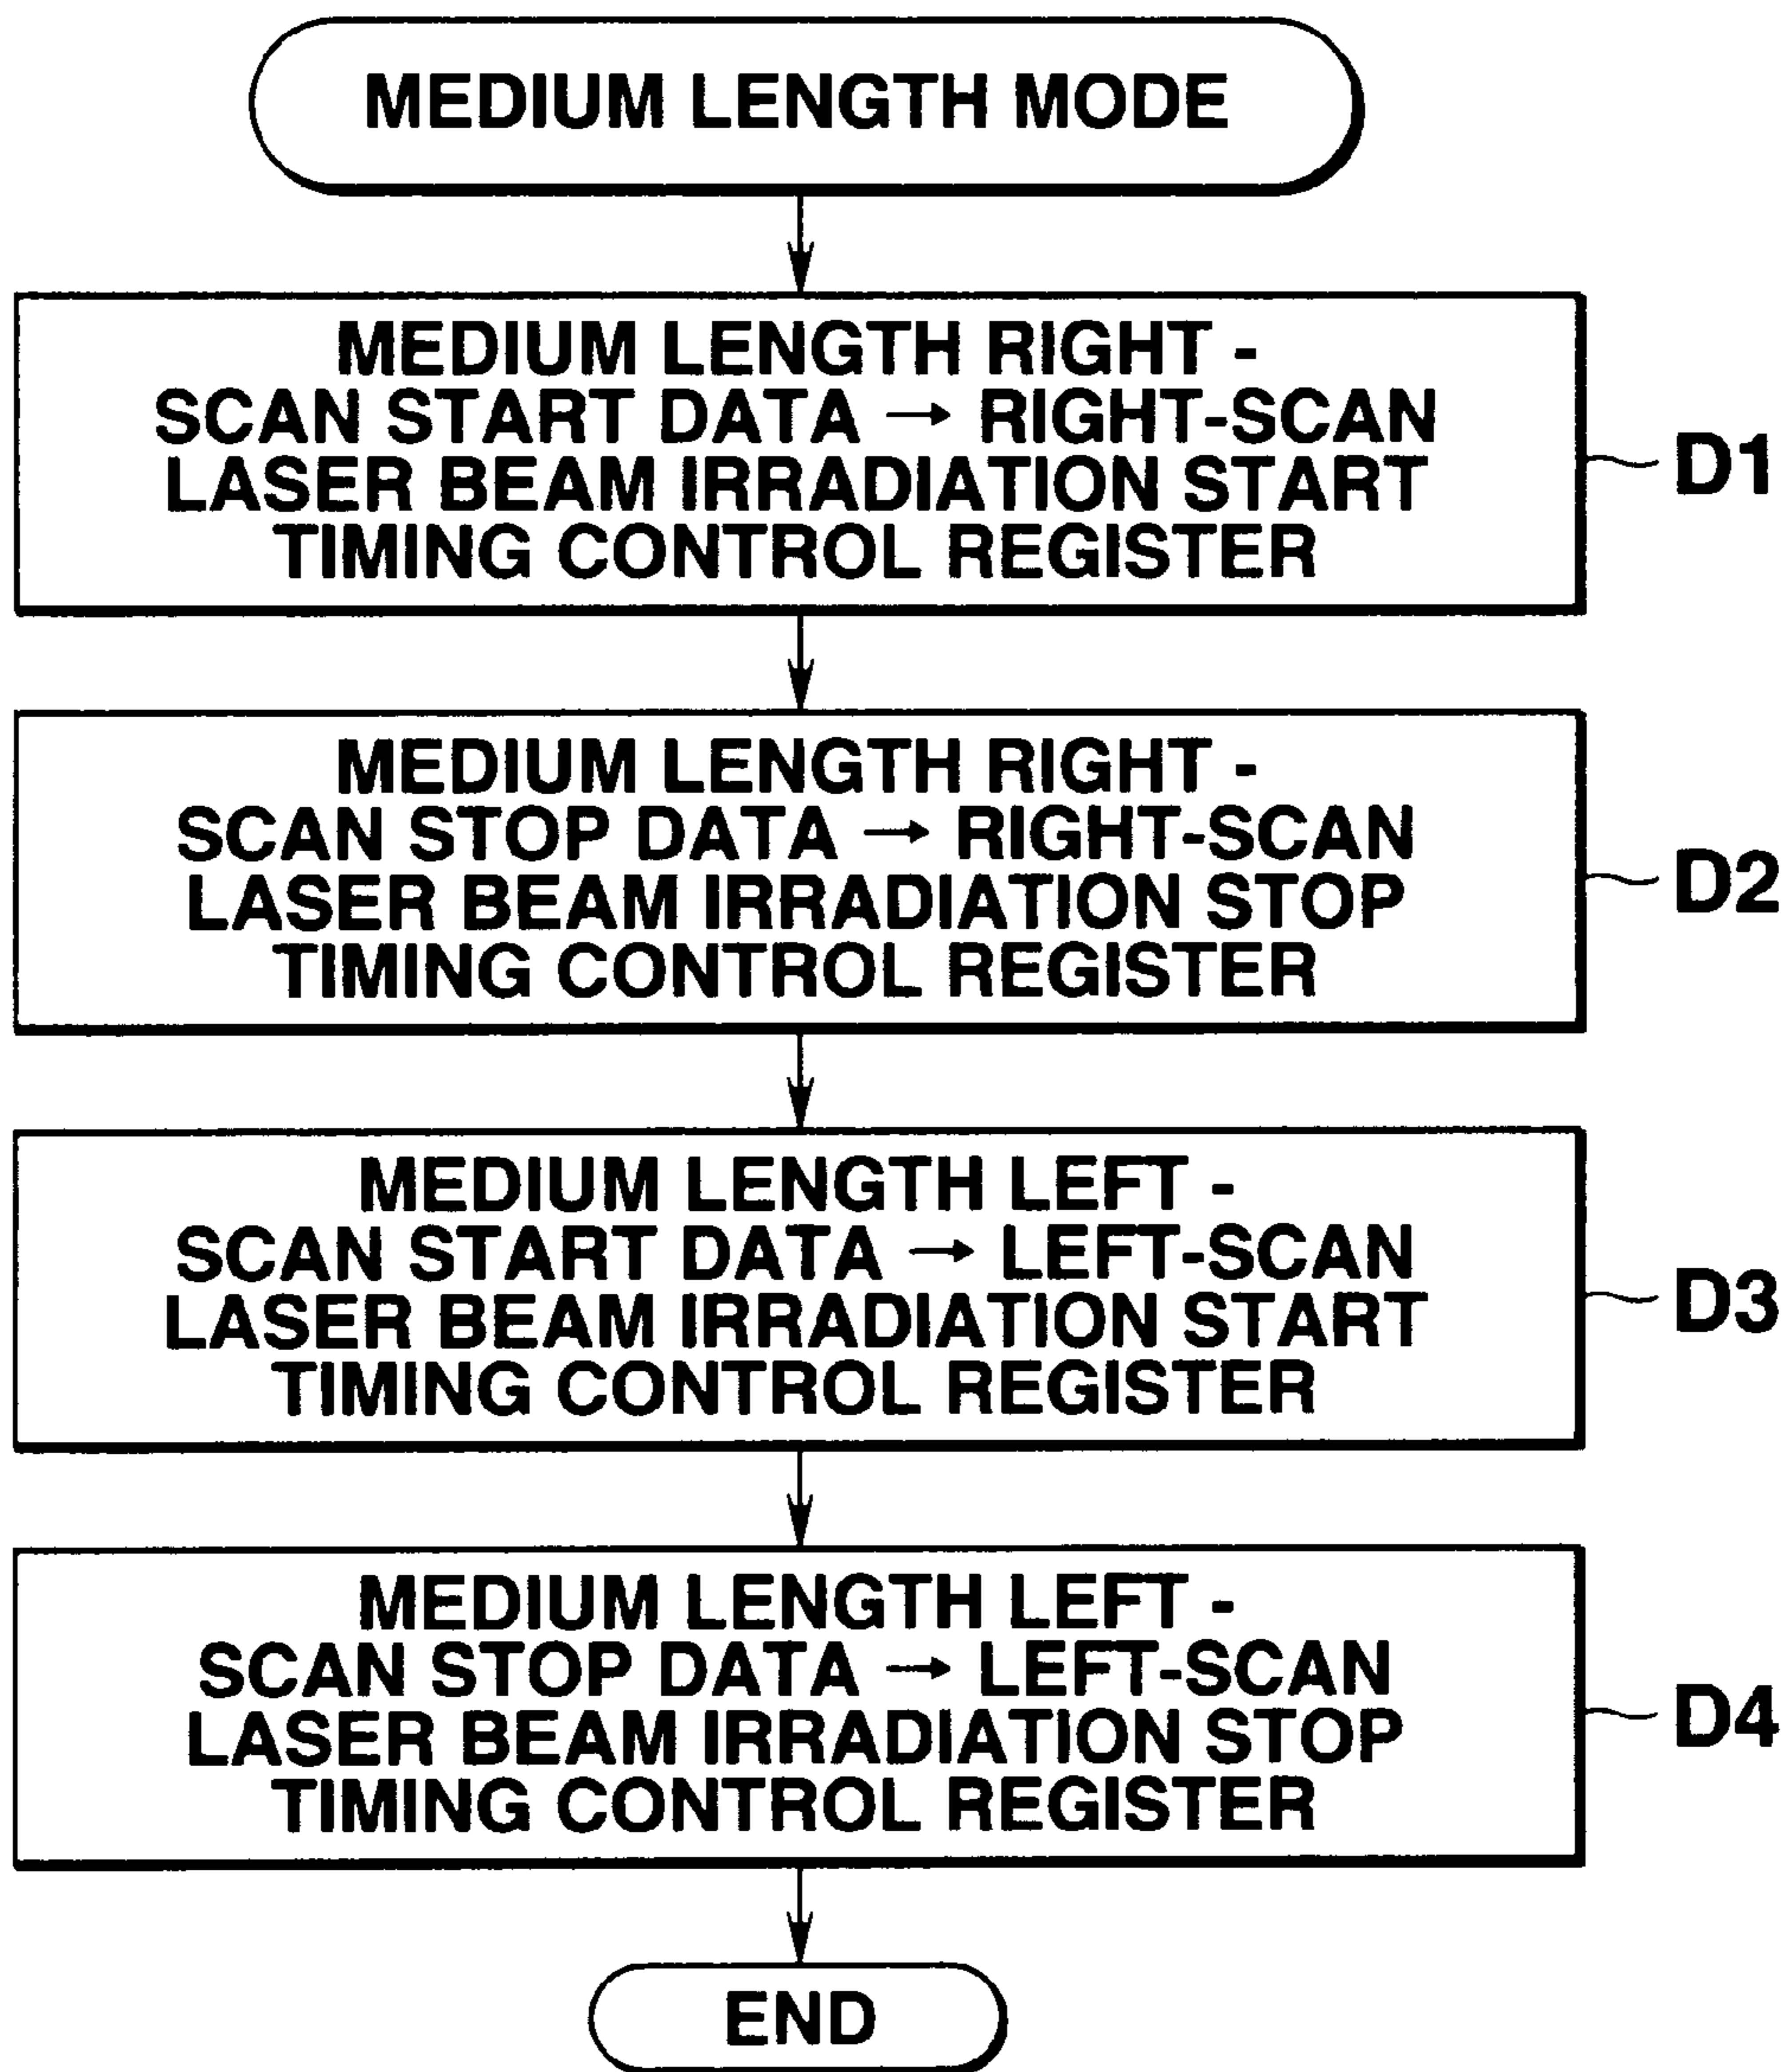 MEDIUM LENGTH MODE
MEDIUM LENGTH RIGHT -
SCAN START DATA → RIGHT-SCAN
LASER BEAM IRRADIATION START
TIMING CONTROL REGISTER
D1
MEDIUM LENGTH RIGHT -
SCAN STOP DATA → RIGHT-SCAN
LASER BEAM IRRADIATION STOP
TIMING CONTROL REGISTER
D2
MEDIUM LENGTH LEFT -
SCAN START DATA → LEFT-SCAN
LASER BEAM IRRADIATION START
TIMING CONTROL REGISTER
D3
MEDIUM LENGTH LEFT -
SCAN STOP DATA → LEFT-SCAN
LASER BEAM IRRADIATION STOP
TIMING CONTROL REGISTER
D4
END